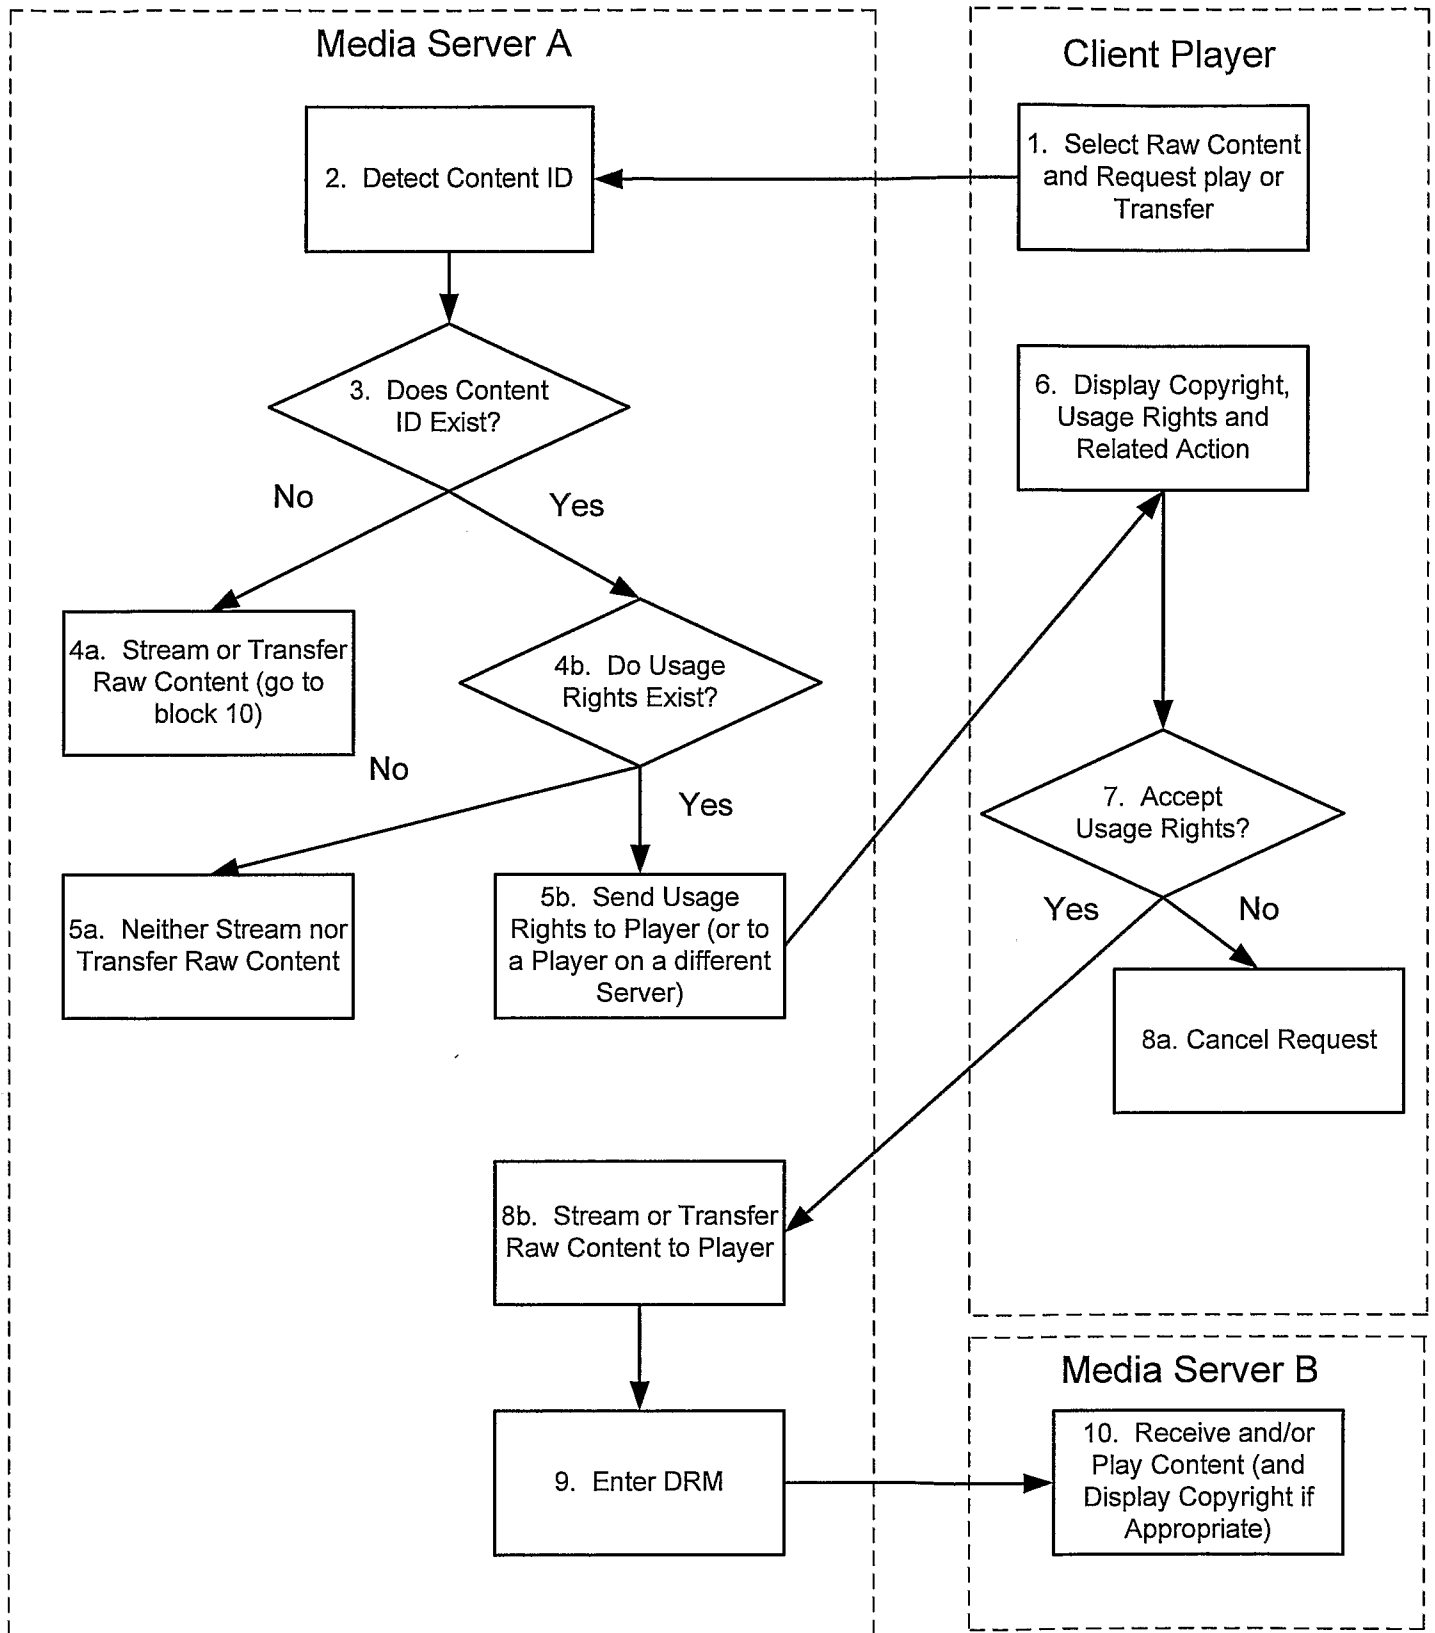 Media Server A
Client Player
1. Select Raw Content
and Request play or
Transfer
2. Detect Content ID
3. Does Content
ID Exist?
No
Yes
6. Display Copyright,
Usage Rights and
Related Action
4a. Stream or Transfer
Raw Content (go to
block 10)
4b. Do Usage
Rights Exist?
No
Yes
5a. Neither Stream nor
Transfer Raw Content
5b. Send Usage
Rights to Player (or to
a Player on a different
Server)
7. Accept
Usage Rights?
Yes
No
8a. Cancel Request
8b. Stream or Transfer
Raw Content to Player
9. Enter DRM
Media Server B
10. Receive and/or
Play Content (and
Display Copyright if
Appropriate)